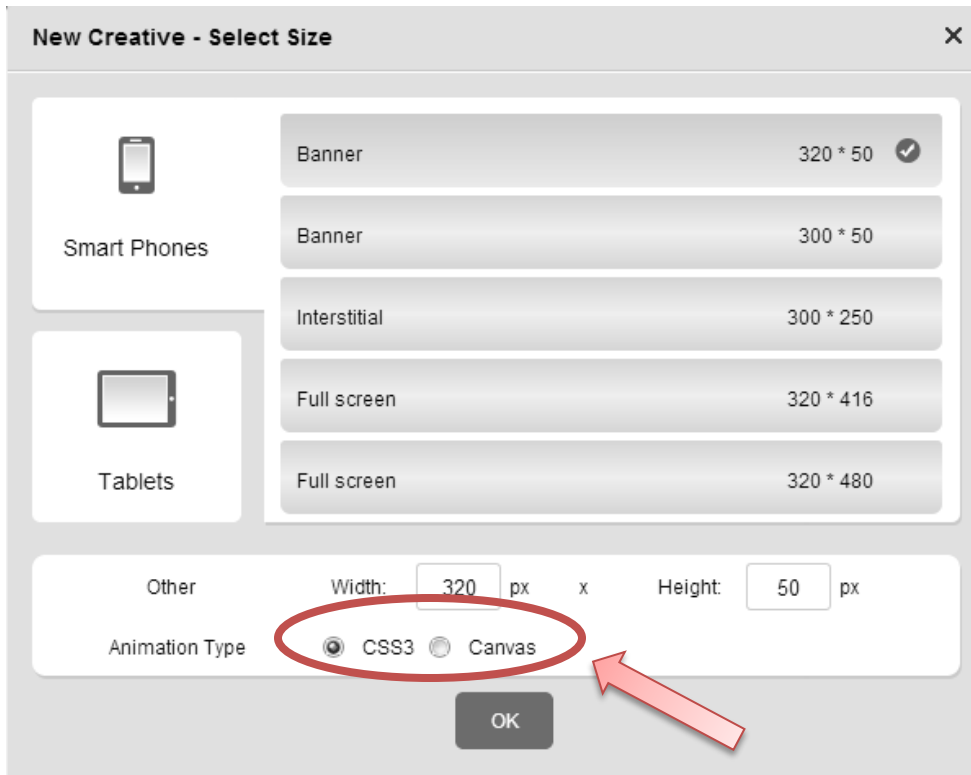 New Creative - Select Size
Smart Phones
Banner 320 * 50
Banner 300 * 50
Interstitial 300 * 250
Full screen 320 * 416
Full screen 320 * 480
Tablets
Other Width: 320 px x Height: 50 px
Animation Type CSS3 Canvas
OK